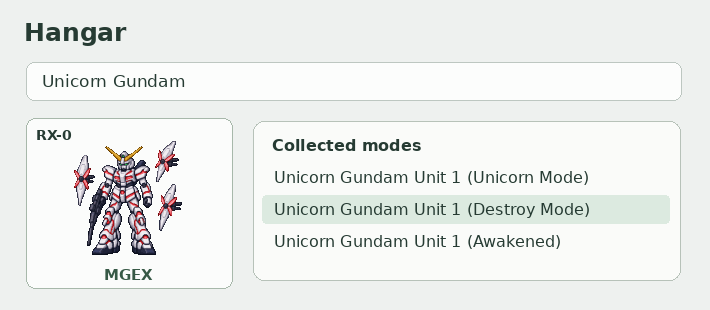 Hangar
Unicorn Gundam
RX-0
MGEX
Collected modes
Unicorn Gundam Unit 1 (Unicorn Mode)
Unicorn Gundam Unit 1 (Destroy Mode)
Unicorn Gundam Unit 1 (Awakened)